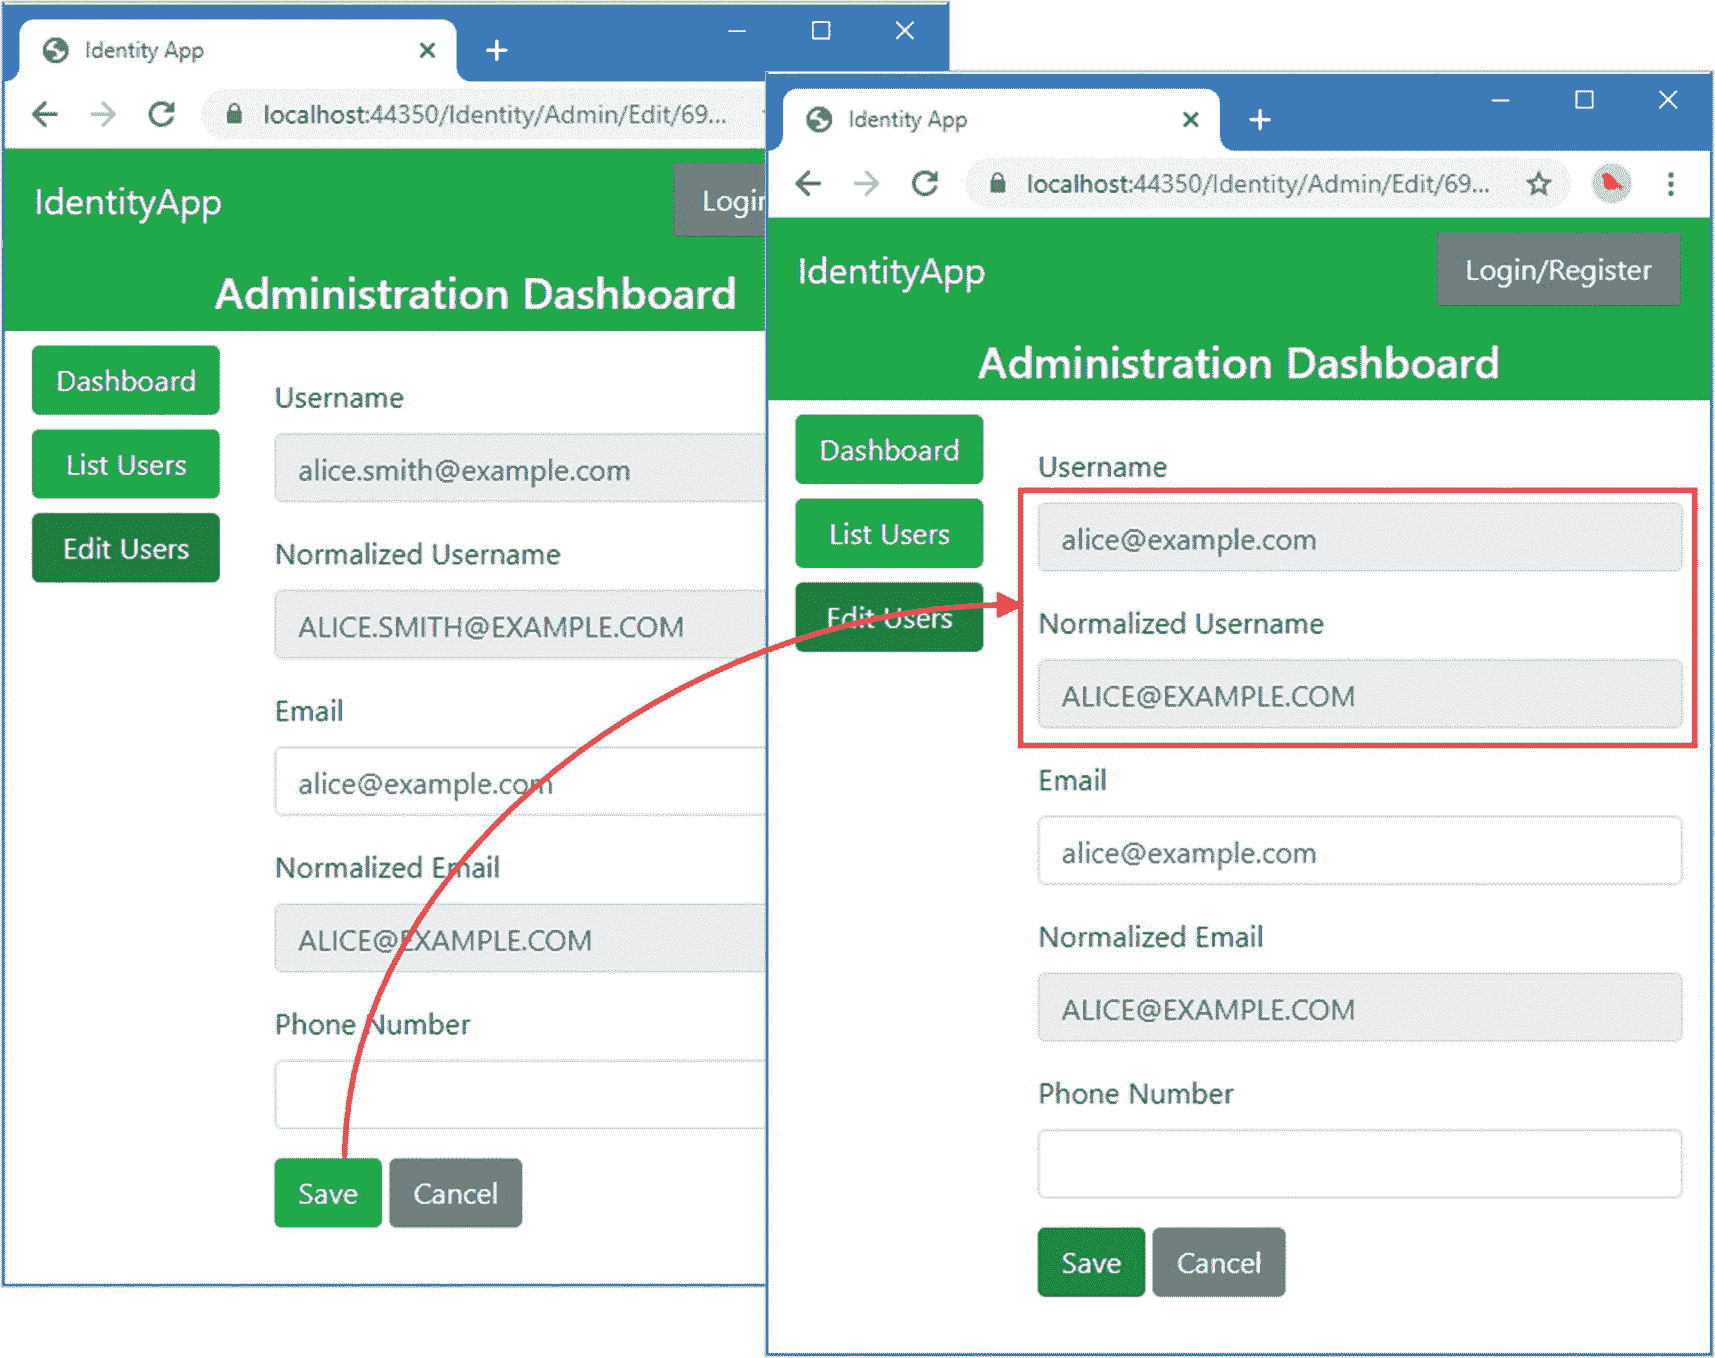 Identity App
localhost:44350/Identity/Admin/Edit/69...
IdentityApp
Login
Administration Dashboard
Dashboard
List Users
Edit Users
Username
alice.smith@example.com
Normalized Username
ALICE.SMITH@EXAMPLE.COM
Email
alice@example.com
Normalized Email
ALICE@EXAMPLE.COM
Phone Number
Save Cancel
Identity App
localhost:44350/Identity/Admin/Edit/69...
IdentityApp
Login/Register
Administration Dashboard
Dashboard
List Users
Edit Users
Username
alice@example.com
Normalized Username
ALICE@EXAMPLE.COM
Email
alice@example.com
Normalized Email
ALICE@EXAMPLE.COM
Phone Number
Save Cancel